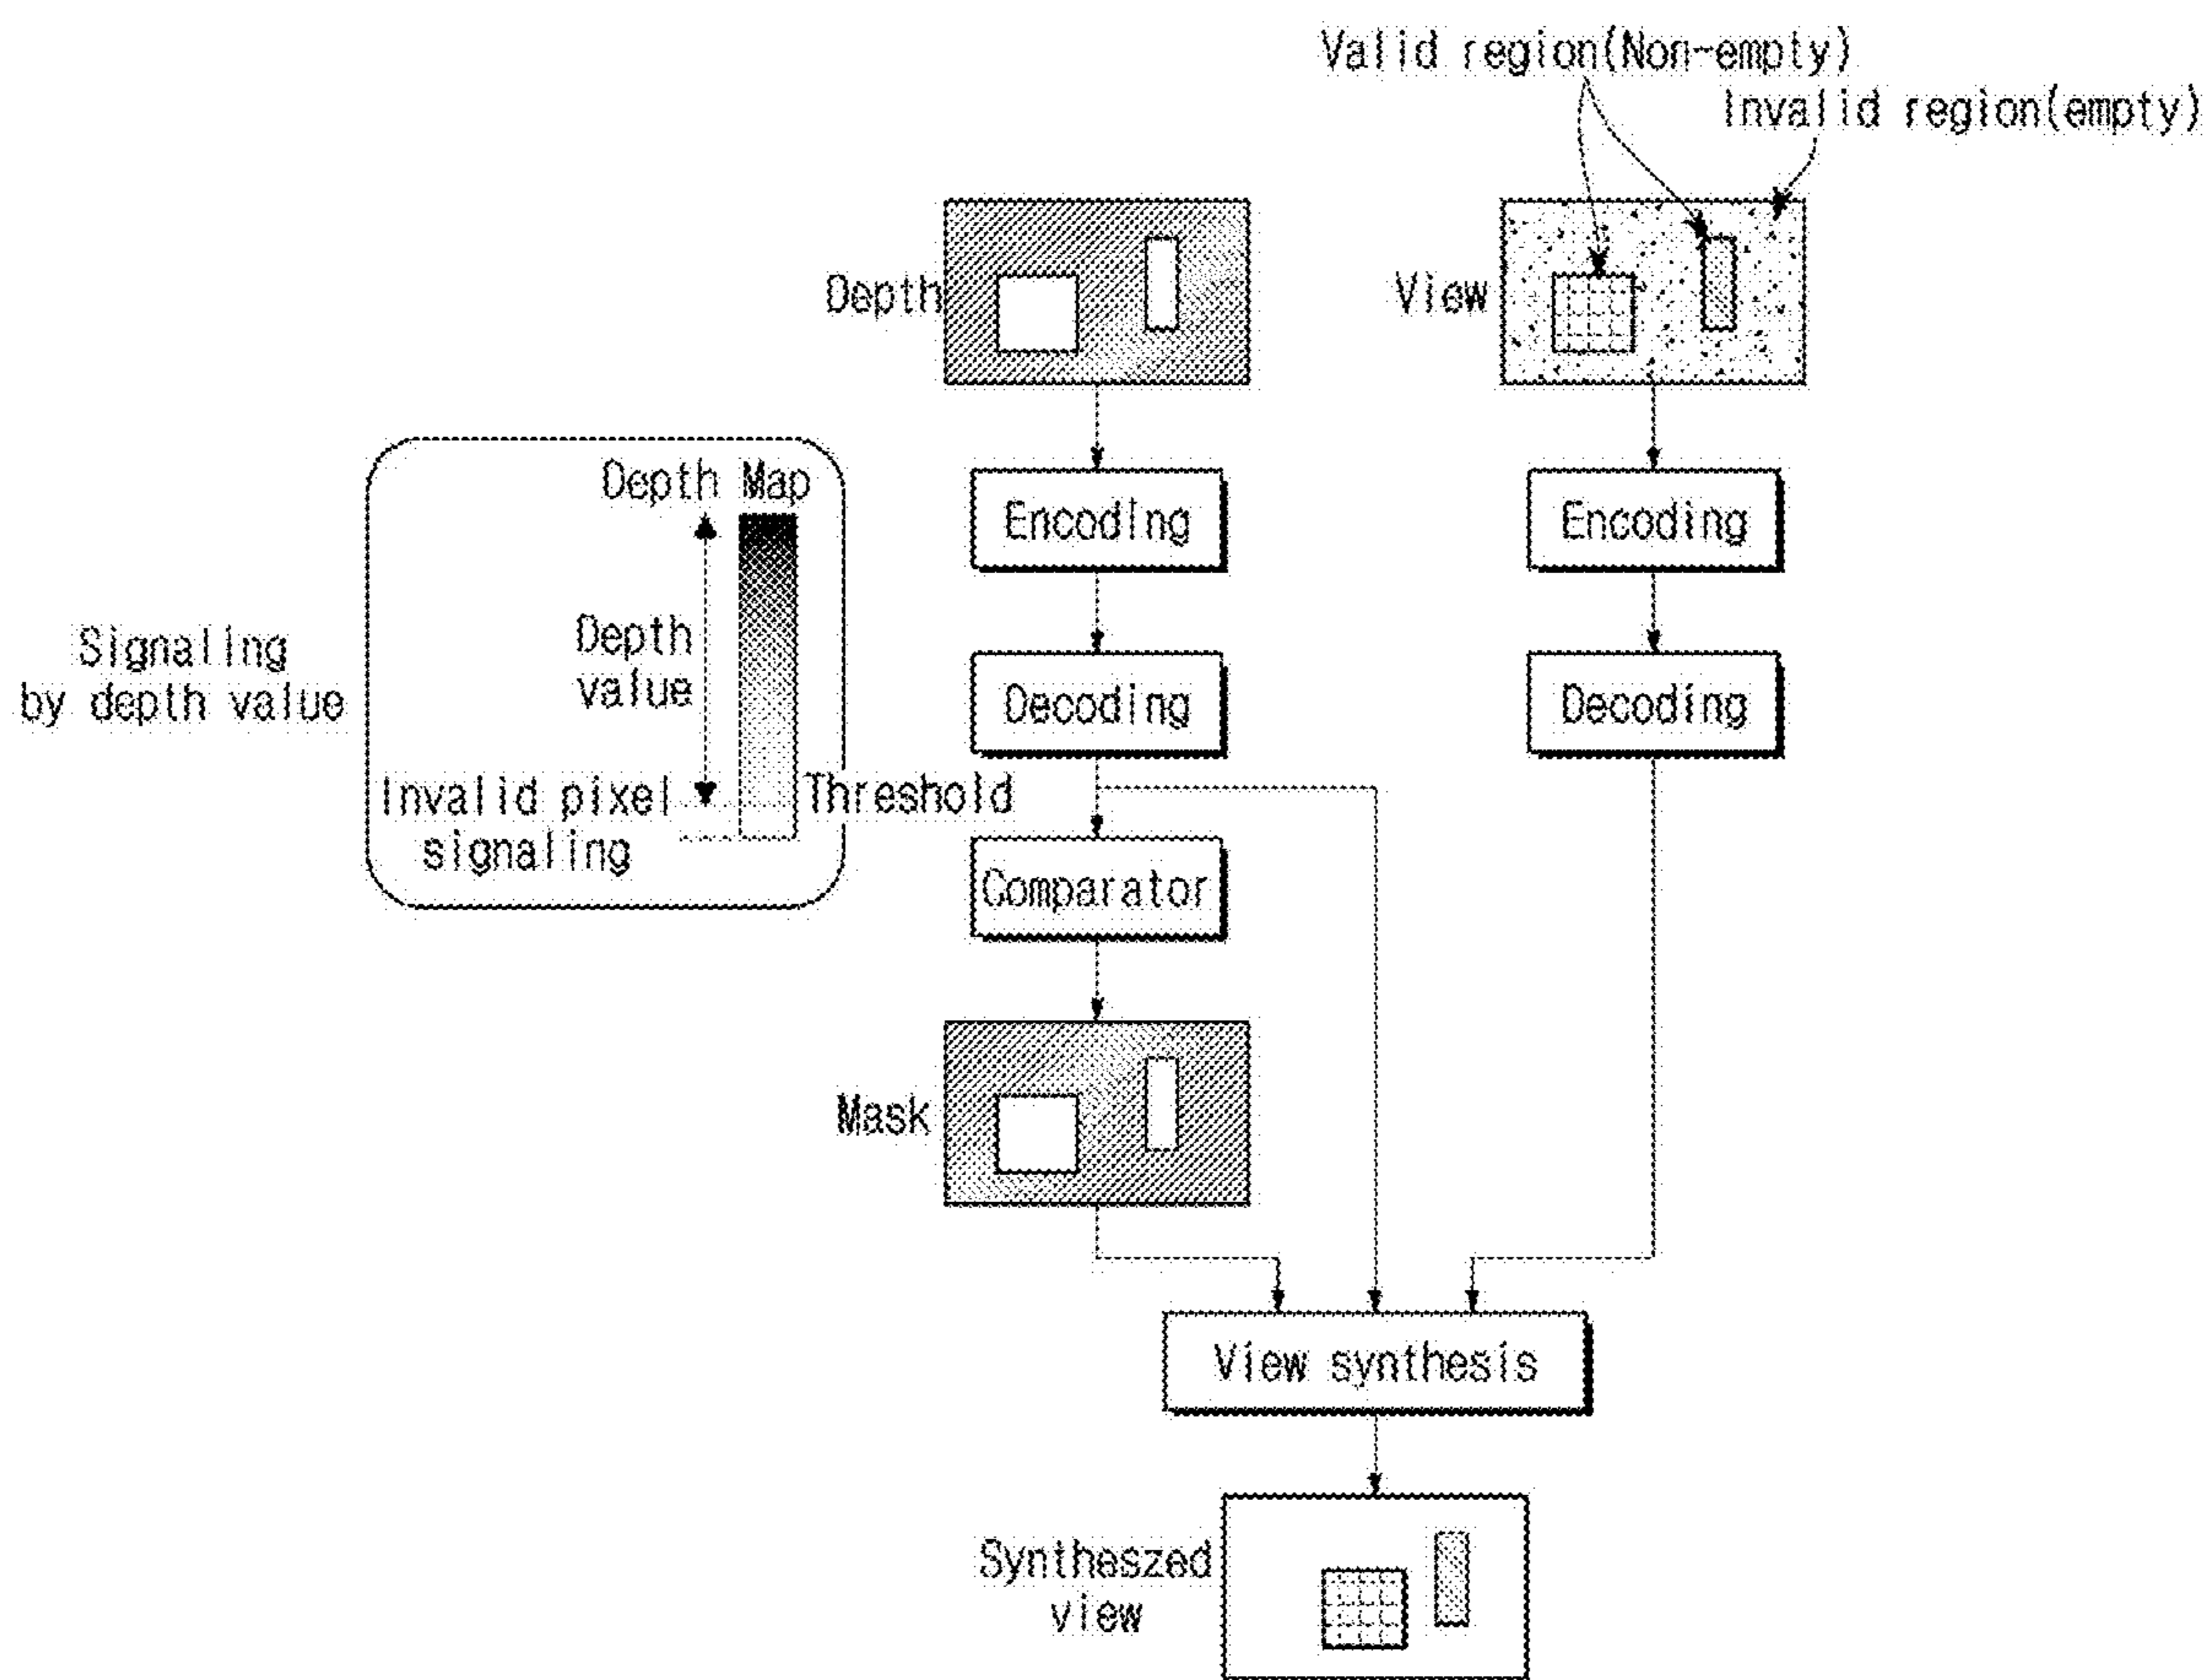 Valid region(Non-empty)
Invalid region(empty)
Depth
View
Depth Map
Encoding
Encoding
Signaling
by depth value
Depth
value
Decoding
Decoding
Invalid pixel
signaling
Threshold
Comparator
Mask
View synthesis
Syntheszed
view